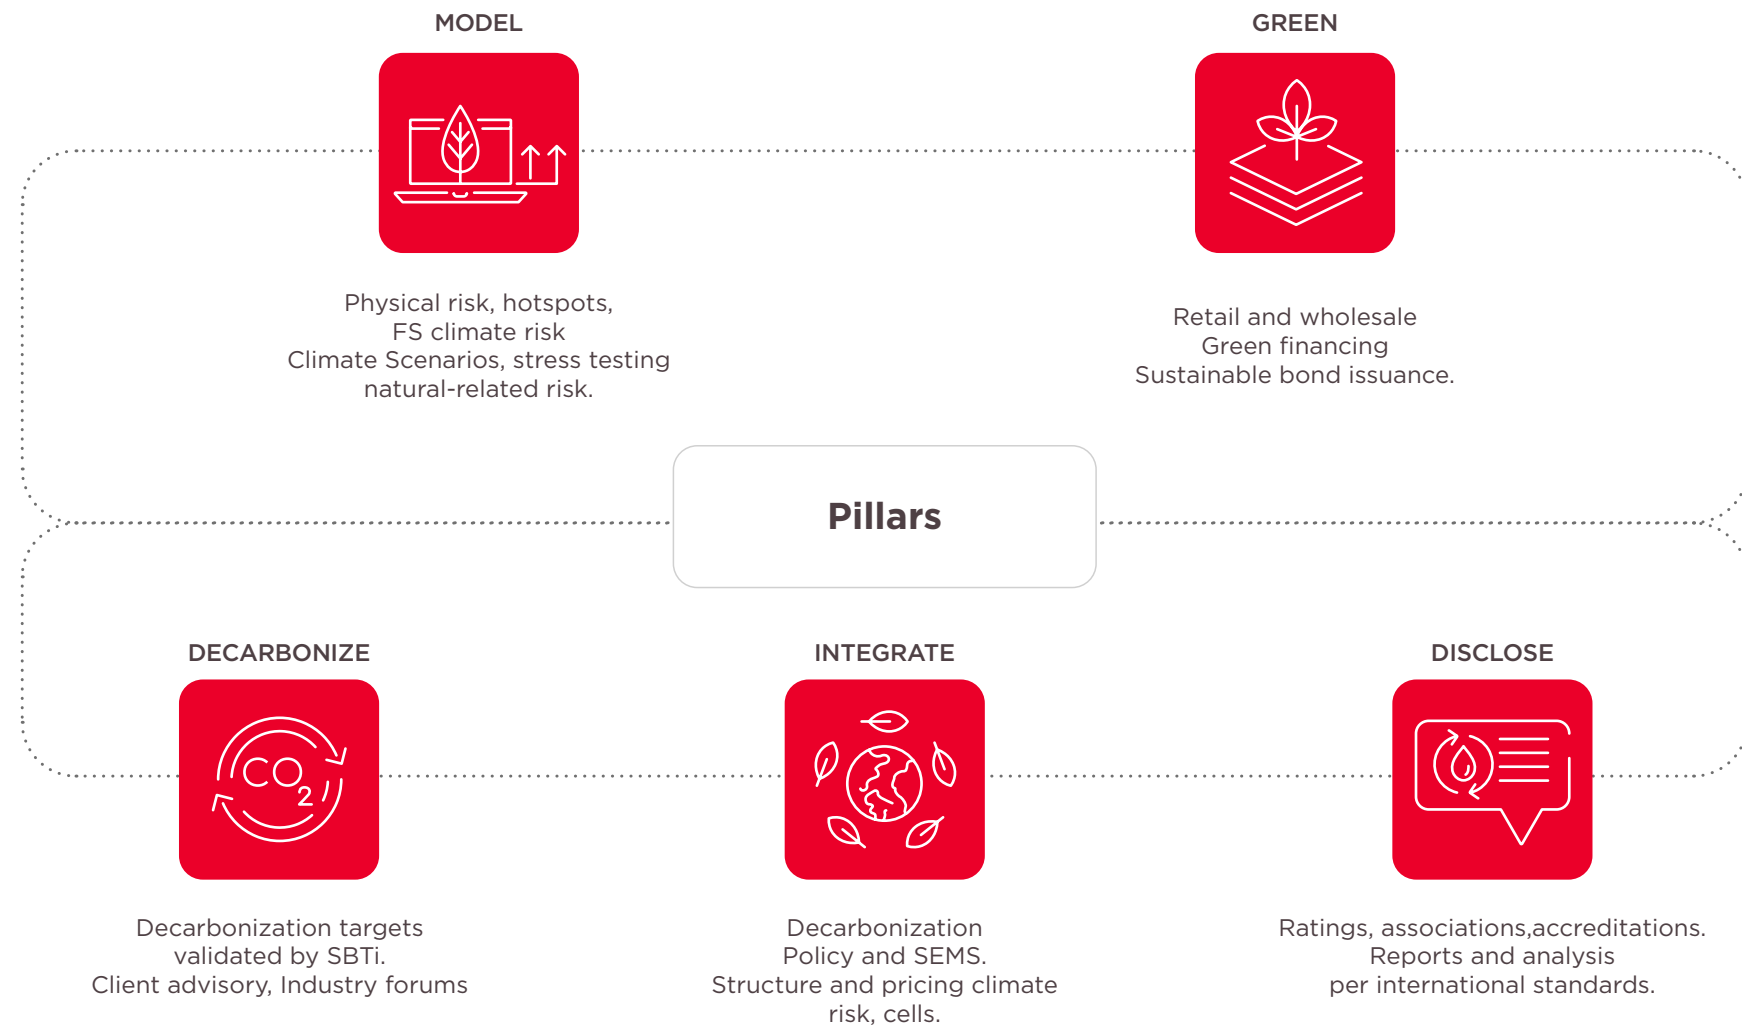 MODEL
Physical risk, hotspots,
FS climate risk
Climate Scenarios, stress testing
natural-related risk.
GREEN
Retail and wholesale
Green financing
Sustainable bond issuance.
Pillars
DECARBONIZE
CO2
Decarbonization targets
validated by SBTi.
Client advisory, Industry forums
INTEGRATE
Decarbonization
Policy and SEMS.
Structure and pricing climate
risk, cells.
DISCLOSE
Ratings, associations,accreditations.
Reports and analysis
per international standards.